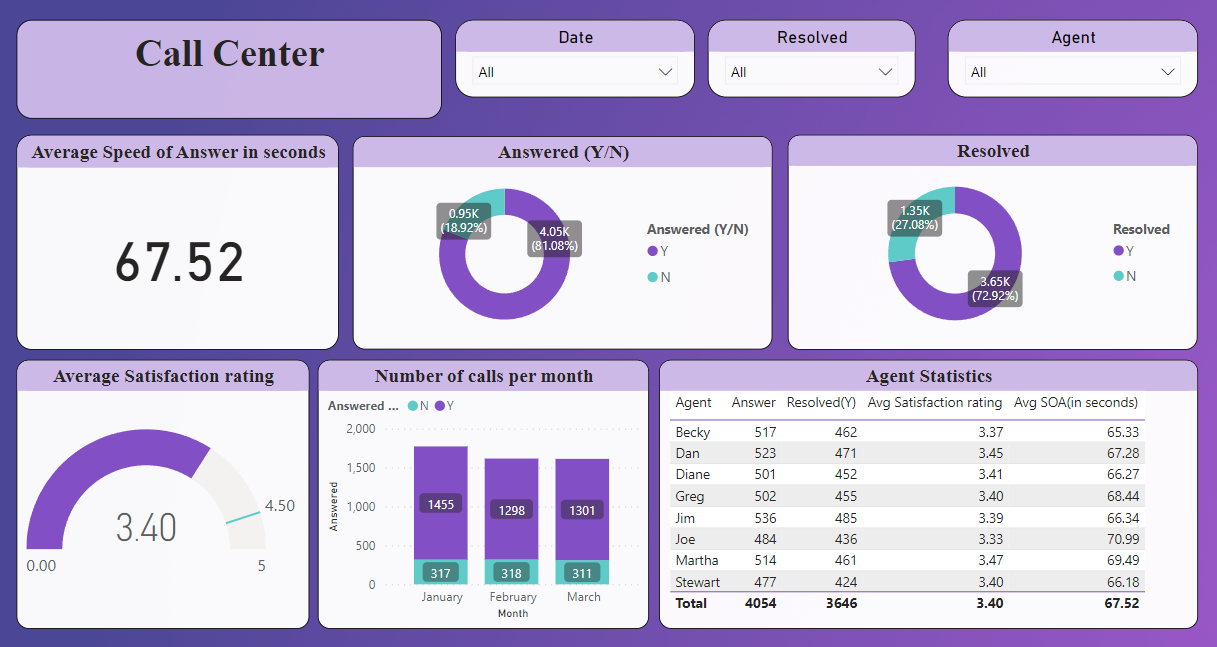 Call Center
Date
All
Resolved
All
Agent
All
Average Speed of Answer in seconds
67.52
Answered (Y/N)
0.95K
(18.92%)
4.05K
(81.08%)
Answered (Y/N)
Y
N
Resolved
1.35K
(27.08%)
3.65K
(72.92%)
Resolved
Y
N
Average Satisfaction rating
3.40
4.50
0.00
5
Number of calls per month
Answered ... N Y
2,000
1,500
1,000
500
0
Answered
1455
1298
1301
317
318
311
January February March
Month
Agent Statistics
Agent Answer Resolved(Y) Avg Satisfaction rating Avg SOA(in seconds)
Becky 517 462 3.37 65.33
Dan 523 471 3.45 67.28
Diane 501 452 3.41 66.27
Greg 502 455 3.40 68.44
Jim 536 485 3.39 66.34
Joe 484 436 3.33 70.99
Martha 514 461 3.47 69.49
Stewart 477 424 3.40 66.18
Total 4054 3646 3.40 67.52